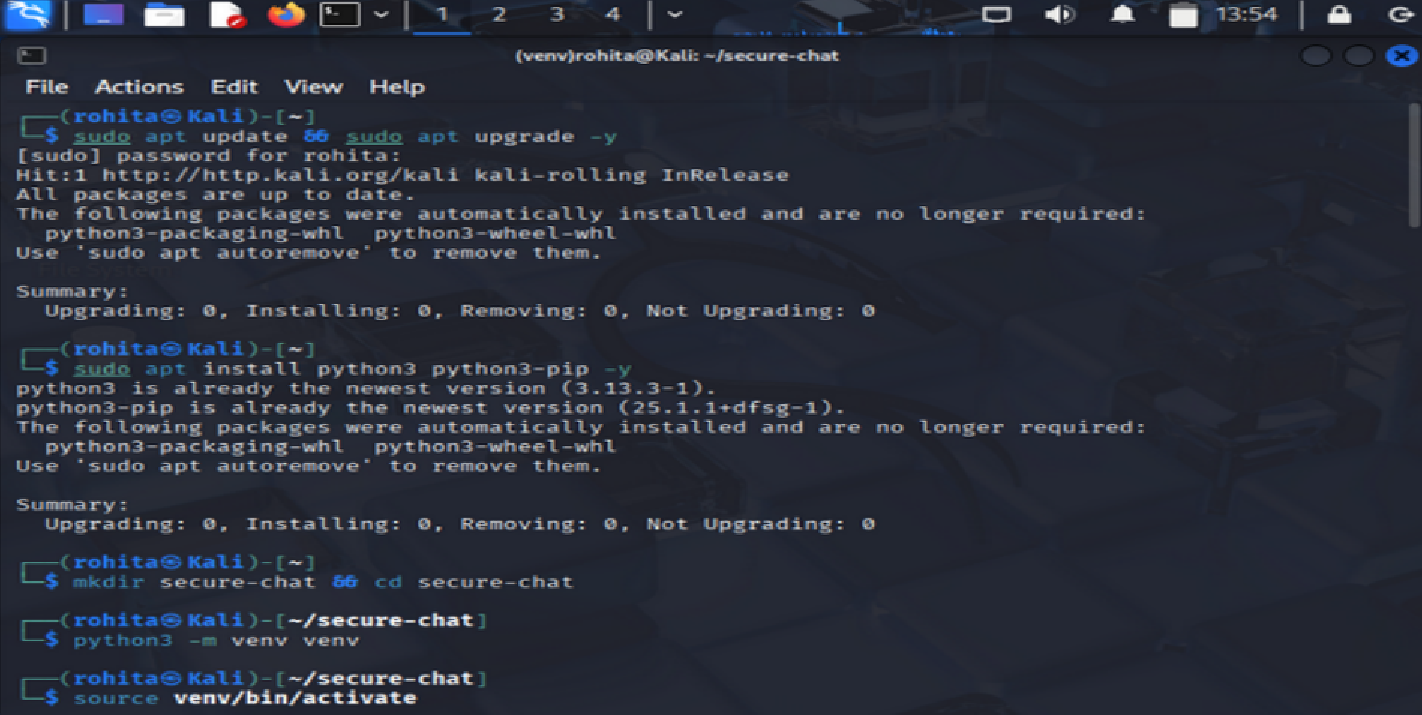 1 2 3 4 13:54
(venv)rohita@Kali: ~/secure-chat
File Actions Edit View Help
┌──(rohita㉿Kali)-[~]
└─$ sudo apt update && sudo apt upgrade -y
[sudo] password for rohita:
Hit:1 http://http.kali.org/kali kali-rolling InRelease
All packages are up to date.
The following packages were automatically installed and are no longer required:
  python3-packaging-whl  python3-wheel-whl
Use 'sudo apt autoremove' to remove them.
File System
Summary:
  Upgrading: 0, Installing: 0, Removing: 0, Not Upgrading: 0
┌──(rohita㉿Kali)-[~]
└─$ sudo apt install python3 python3-pip -y
python3 is already the newest version (3.13.3-1).
python3-pip is already the newest version (25.1.1+dfsg-1).
The following packages were automatically installed and are no longer required:
  python3-packaging-whl  python3-wheel-whl
Use 'sudo apt autoremove' to remove them.
Summary:
  Upgrading: 0, Installing: 0, Removing: 0, Not Upgrading: 0
┌──(rohita㉿Kali)-[~]
└─$ mkdir secure-chat && cd secure-chat
┌──(rohita㉿Kali)-[~/secure-chat]
└─$ python3 -m venv venv
┌──(rohita㉿Kali)-[~/secure-chat]
└─$ source venv/bin/activate